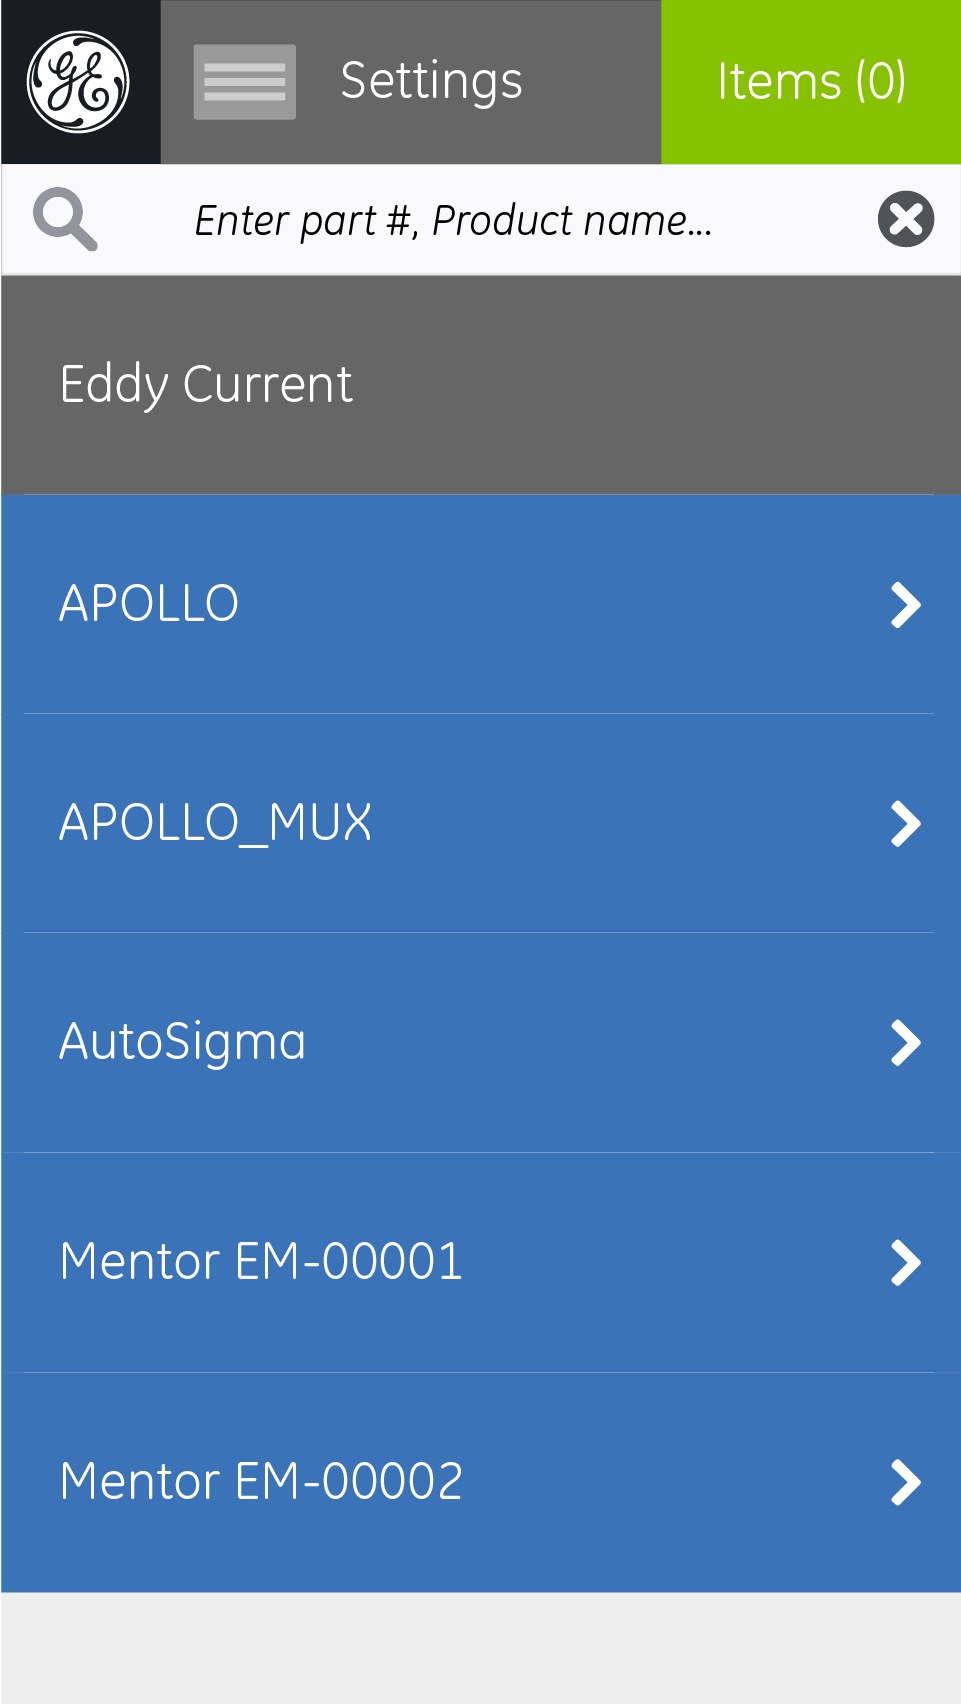 GE
Settings
Items (0)
Enter part #, Product name...
Eddy Current
APOLLO
APOLLO_MUX
AutoSigma
Mentor EM-00001
Mentor EM-00002